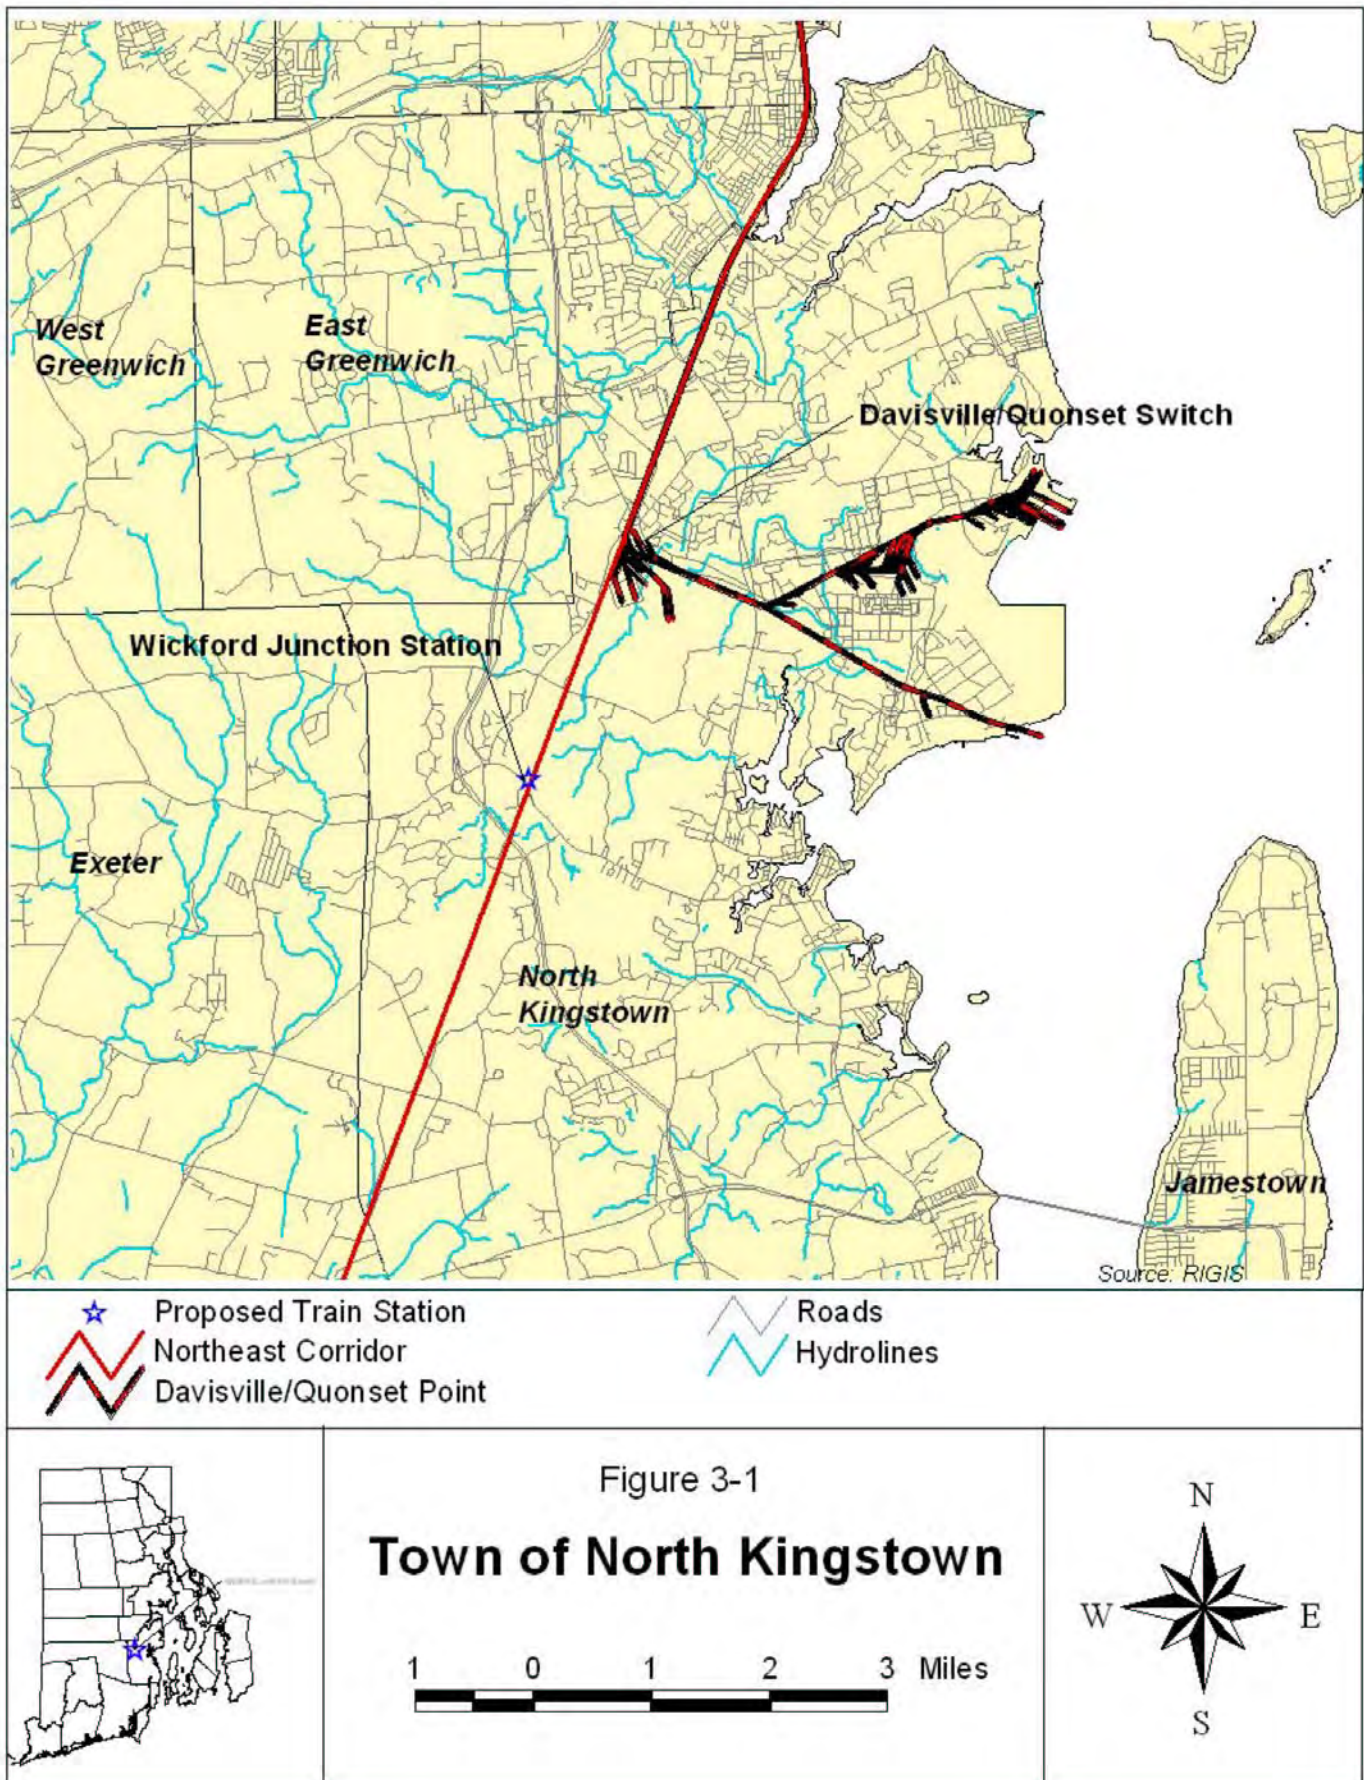 West
Greenwich
East
Greenwich
Davisville/Quonset Switch
Wickford Junction Station
Exeter
North
Kingstown
Jamestown
Source: RIGIS
Proposed Train Station
Northeast Corridor
Davisville/Quonset Point
Roads
Hydrolines
Figure 3-1
Town of North Kingstown
1 0 1 2 3 Miles
N
W E
S